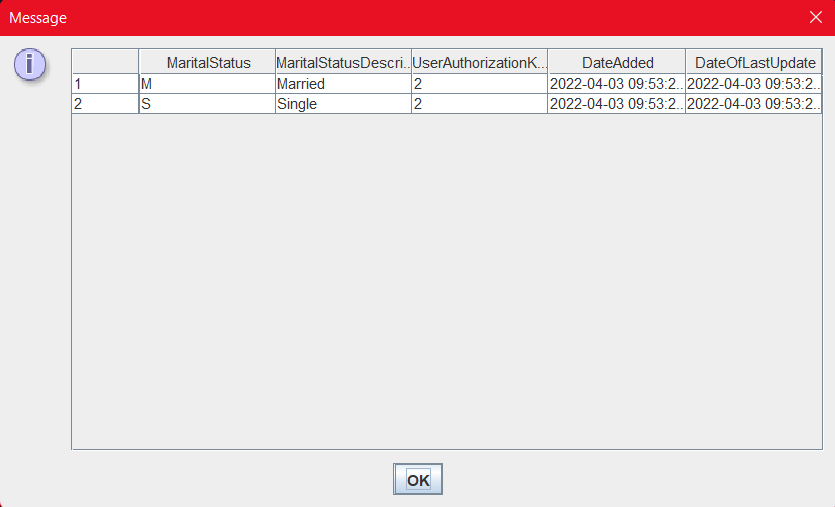 Message
MaritalStatus MaritalStatusDescri... UserAuthorizationK... DateAdded DateOfLastUpdate
1 M Married 2 2022-04-03 09:53:2... 2022-04-03 09:53:2...
2 S Single 2 2022-04-03 09:53:2... 2022-04-03 09:53:2...
OK